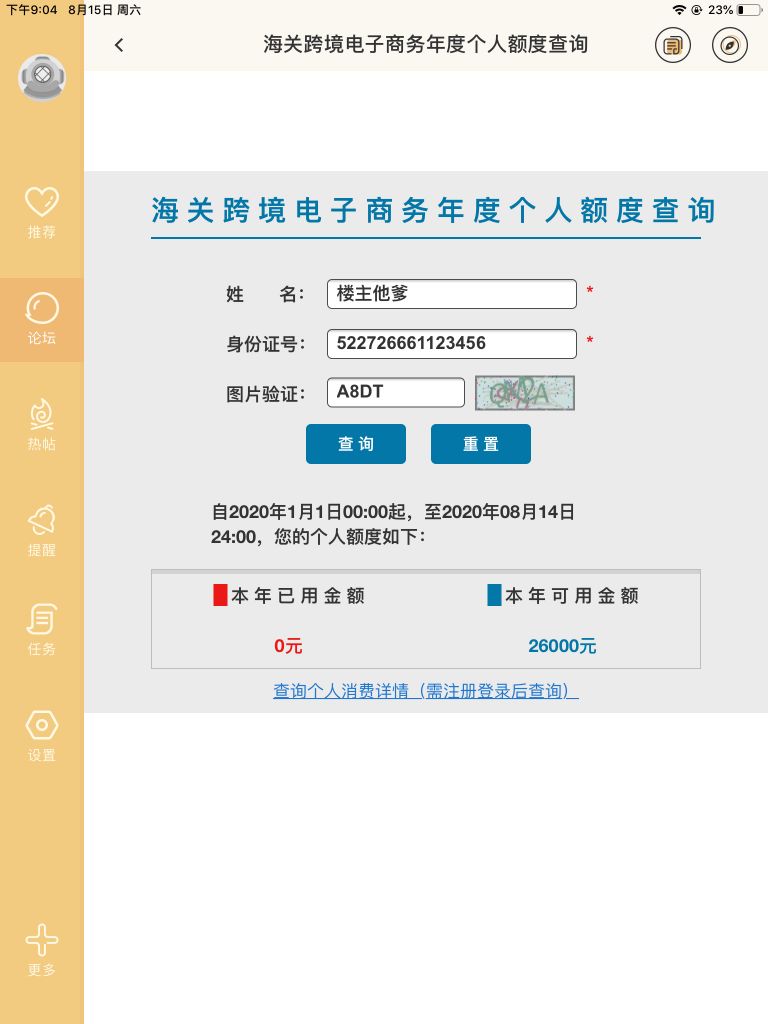 下午9:04 8月15日 周六
23%
海关跨境电子商务年度个人额度查询
推荐
论坛
热帖
提醒
任务
设置
更多
海关跨境电子商务年度个人额度查询
姓 名： 楼主他爹 *
身份证号： 522726661123456 *
图片验证： A8DT
查询 重置
自2020年1月1日00:00起，至2020年08月14日
24:00，您的个人额度如下：
本年已用金额 本年可用金额
0元 26000元
查询个人消费详情（需注册登录后查询）